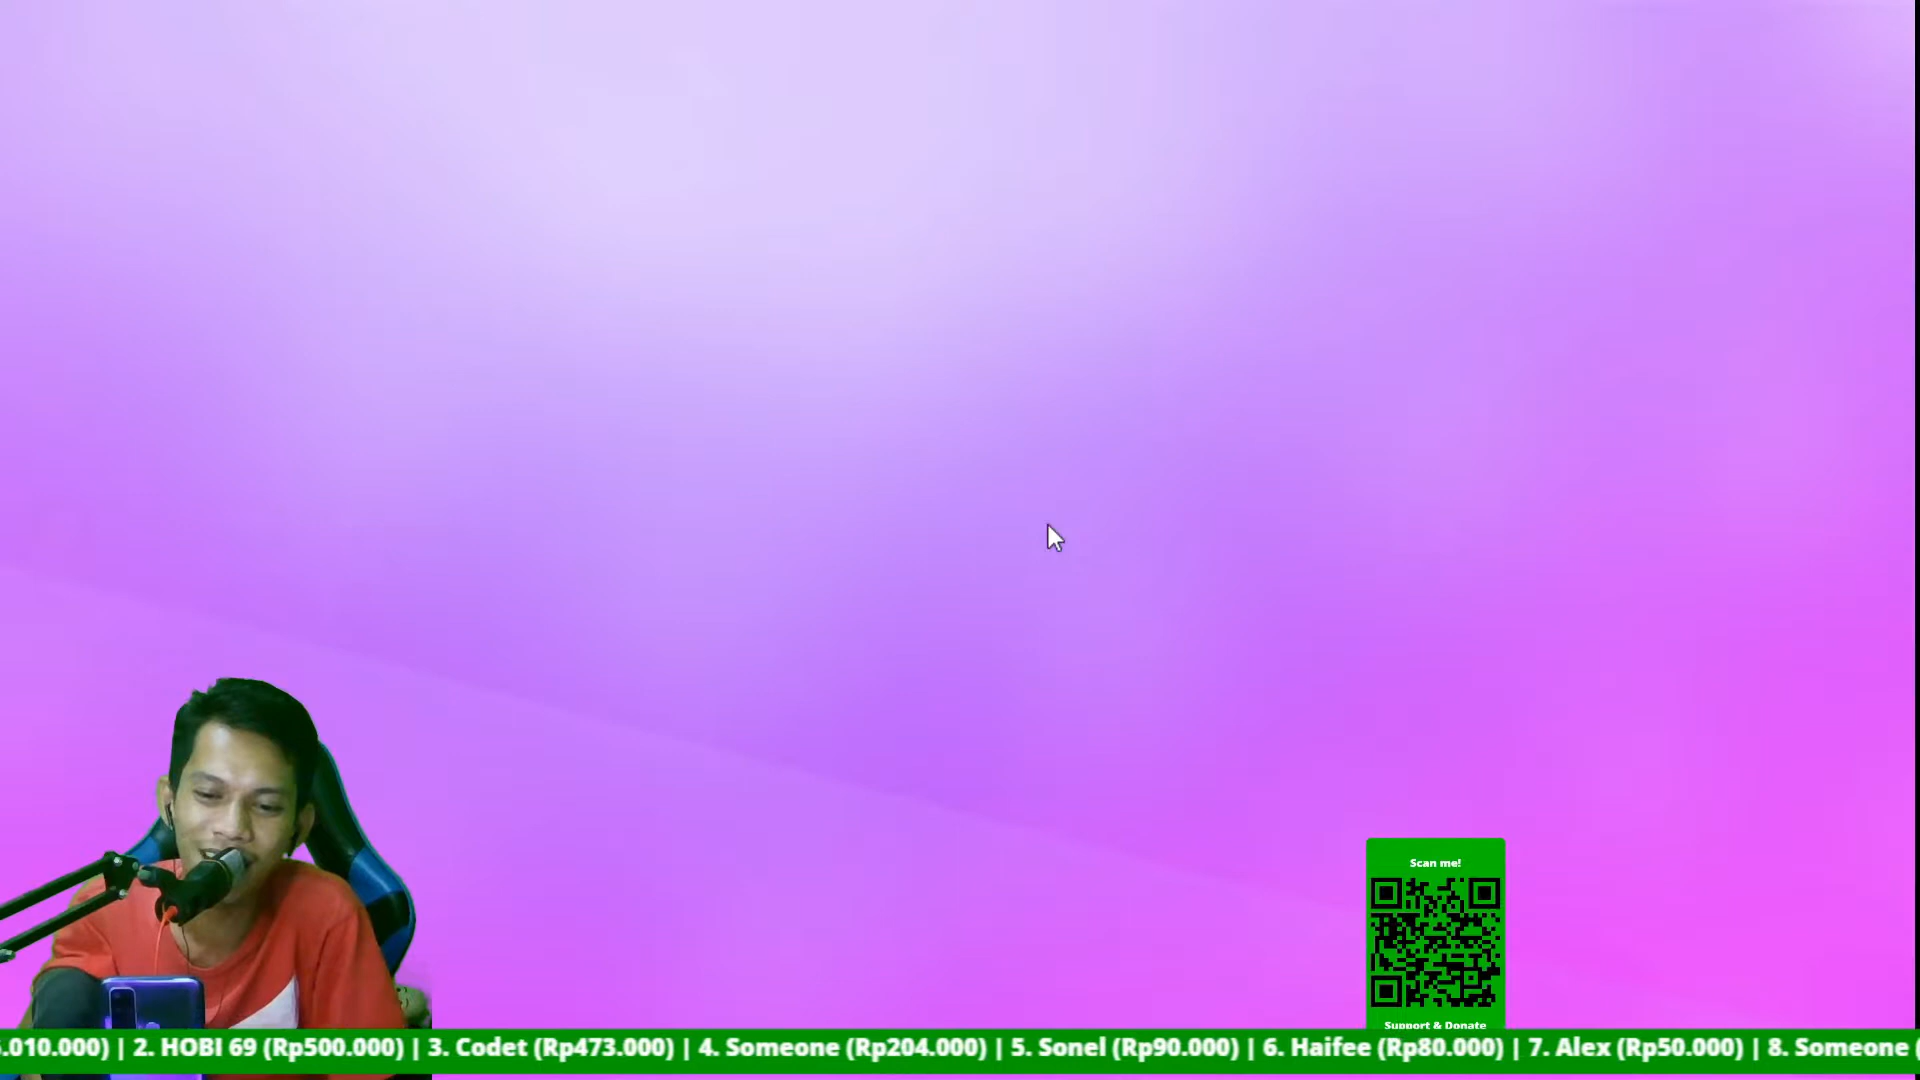 Scan me!
Support & Donate
.010.000) | 2. HOBI 69 (Rp500.000) | 3. Codet (Rp473.000) | 4. Someone (Rp204.000) | 5. Sonel (Rp90.000) | 6. Haifee (Rp80.000) | 7. Alex (Rp50.000) | 8. Someone (